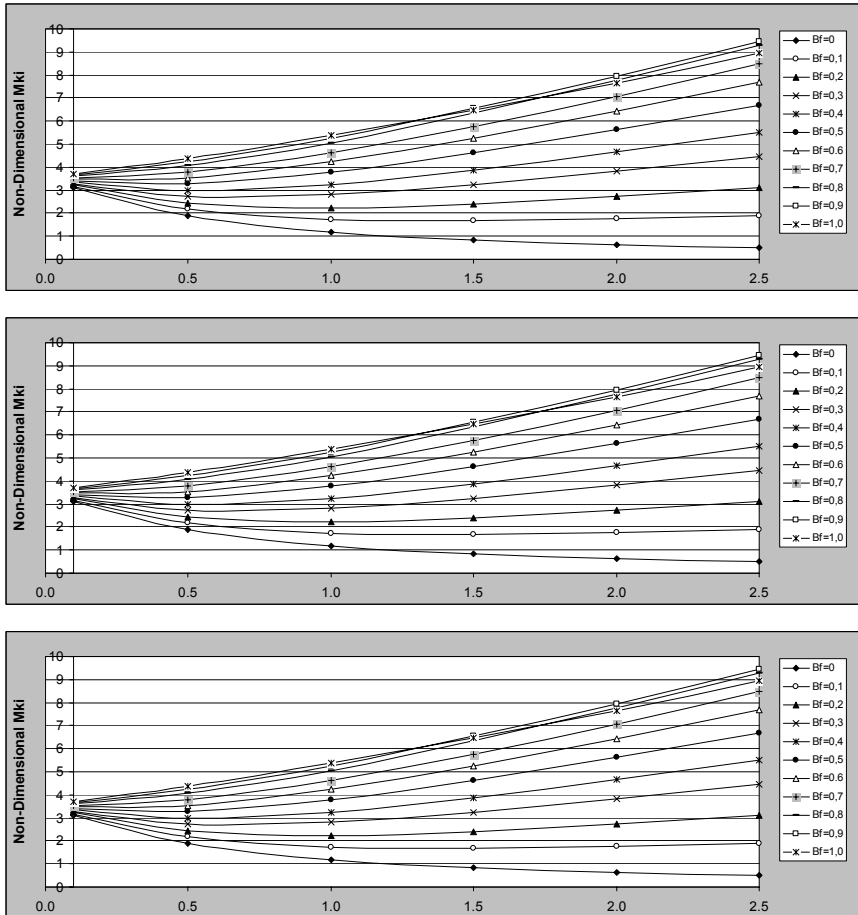 Non-Dimensional Mki
10
9
8
7
6
5
4
3
2
1
0
0.0 0.5 1.0 1.5 2.0 2.5
Bf=0
Bf=0,1
Bf=0,2
Bf=0,3
Bf=0,4
Bf=0,5
Bf=0.6
Bf=0,7
Bf=0,8
Bf=0,9
Bf=1,0
Non-Dimensional Mki
10
9
8
7
6
5
4
3
2
1
0
0.0 0.5 1.0 1.5 2.0 2.5
Bf=0
Bf=0,1
Bf=0,2
Bf=0,3
Bf=0,4
Bf=0,5
Bf=0.6
Bf=0,7
Bf=0,8
Bf=0,9
Bf=1,0
Non-Dimensional Mki
10
9
8
7
6
5
4
3
2
1
0
0.0 0.5 1.0 1.5 2.0 2.5
Bf=0
Bf=0,1
Bf=0,2
Bf=0,3
Bf=0,4
Bf=0,5
Bf=0.6
Bf=0,7
Bf=0,8
Bf=0,9
Bf=1,0